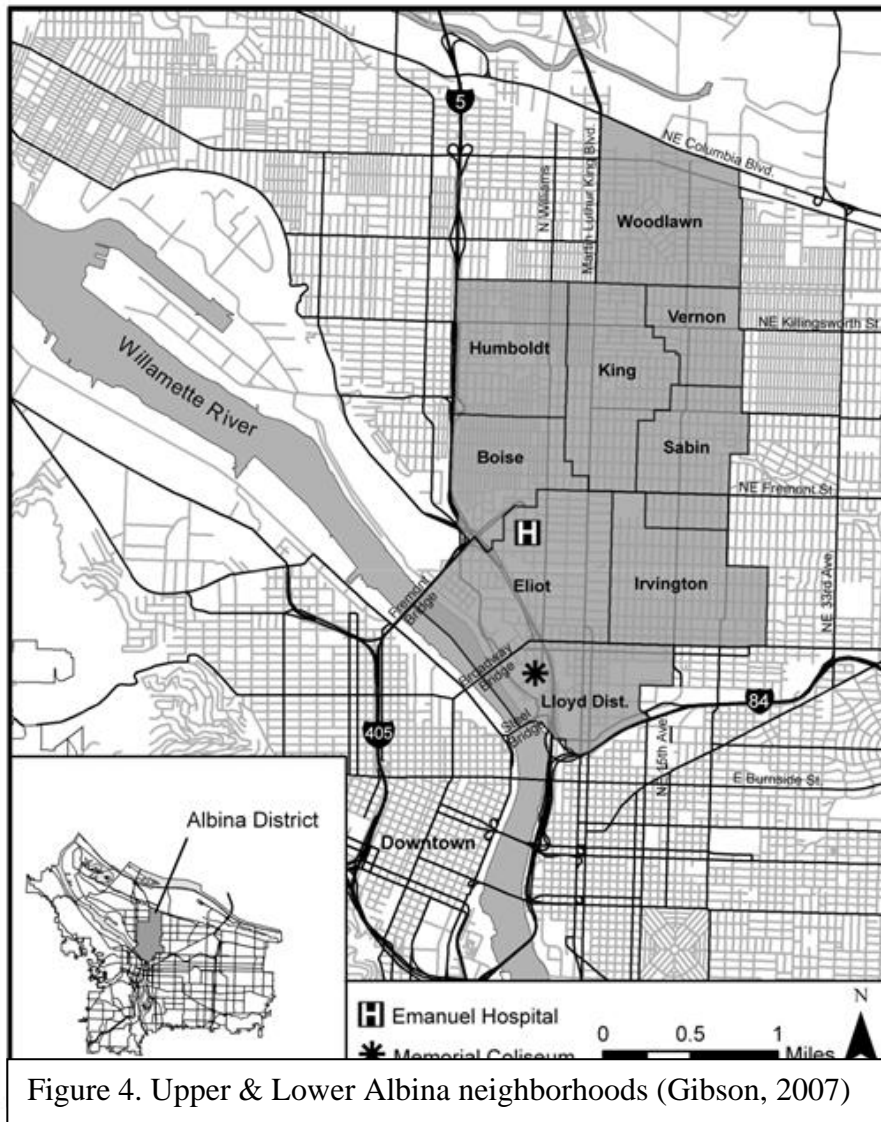 5
NE Columbia Blvd.
N Williams
Martin Luthur King Blvd.
Woodlawn
Vernon
NE Killingsworth St.
Humboldt
King
Willamette River
Sabin
Boise
NE Fremont St.
H
Eliot
Irvington
NE 33rd Ave.
Fremont
Bridge
Broadway
Bridge
Lloyd Dist.
84
405
Steel
Bridge
NE 15th Ave
E Burnside St.
Albina District
Downtown
H Emanuel Hospital
N
0 0.5 1
Memorial Coliseum
Miles
Figure 4. Upper & Lower Albina neighborhoods (Gibson, 2007)